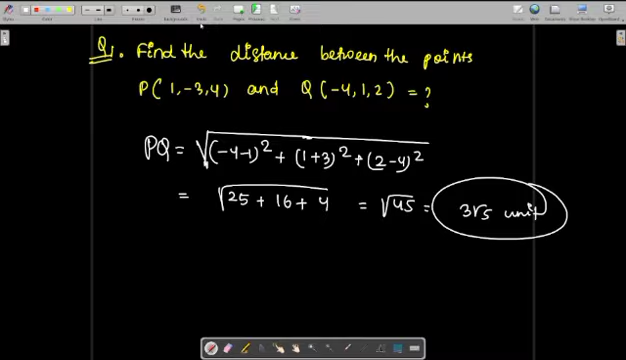 Q1. Find the distance between the points
P(1,-3,4) and Q(-4,1,2) = ?
PQ = √(-4-1)² + (1+3)² + (2-4)²
= √25 + 16 + 4 = √45 = 3√5 unit